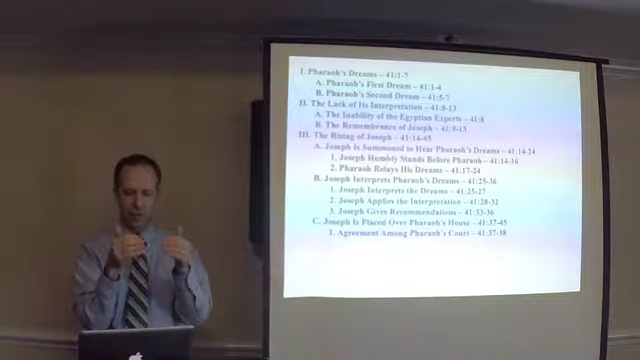 I. Pharaoh's Dreams – 41:1-7
A. Pharaoh's First Dream – 41:1-4
B. Pharaoh's Second Dream – 41:5-7
II. The Lack of Its Interpretation – 41:8-13
A. The Inability of the Egyptian Experts – 41:8
B. The Remembrance of Joseph – 41:9-13
III. The Rising of Joseph – 41:14-45
A. Joseph Is Summoned to Hear Pharaoh's Dreams – 41:14-24
1. Joseph Humbly Stands Before Pharaoh – 41:14-16
2. Pharaoh Relays His Dreams – 41:17-24
B. Joseph Interprets Pharaoh's Dreams – 41:25-36
1. Joseph Interprets the Dreams – 41:25-27
2. Joseph Applies the Interpretation – 41:28-32
3. Joseph Gives Recommendations – 41:33-36
C. Joseph Is Placed Over Pharaoh's House – 41:37-45
1. Agreement Among Pharaoh's Court – 41:37-38